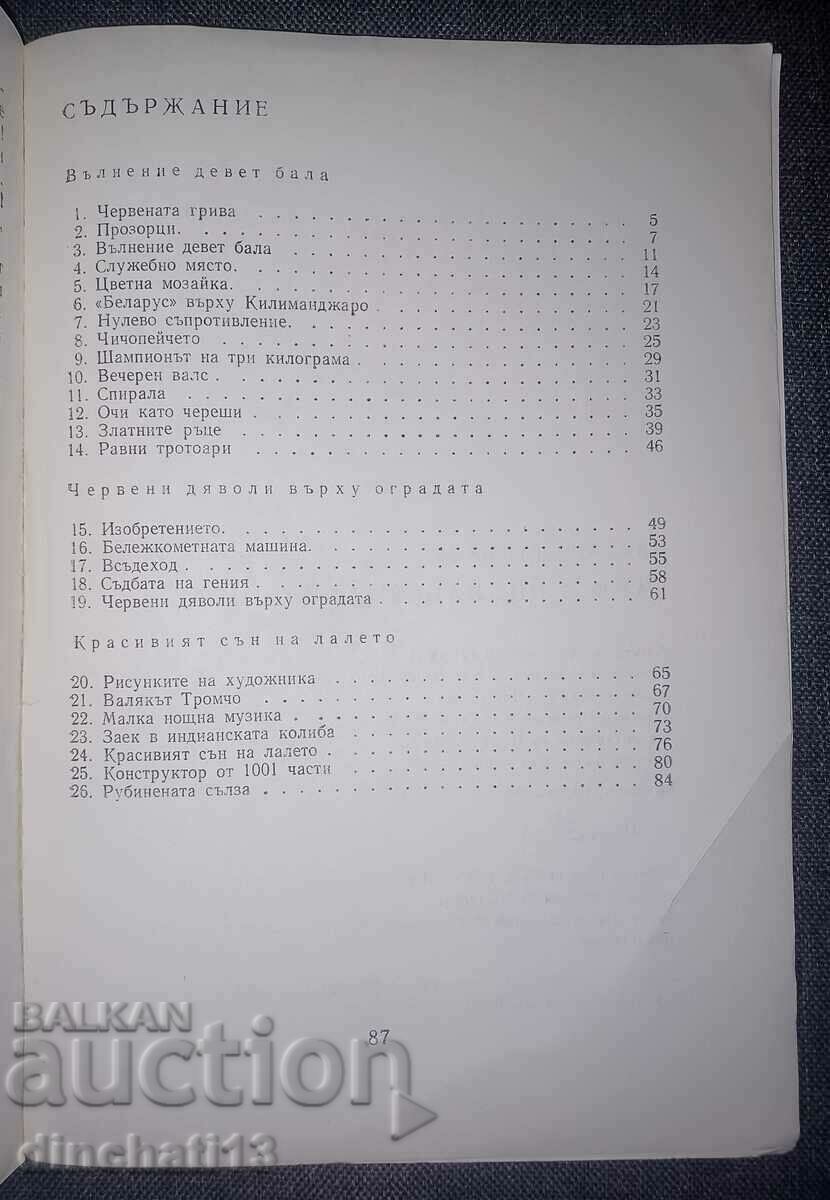 СЪДЪРЖАНИЕ
Вълнение девет бала
1. Червената грива . . . . . . . . . . . . . . . . . . . . 5
2. Прозорци. . . . . . . . . . . . . . . . . . . . . . . . 7
3. Вълнение девет бала . . . . . . . . . . . . . . . . . . 11
4. Служебно място. . . . . . . . . . . . . . . . . . . . . 14
5. Цветна мозайка. . . . . . . . . . . . . . . . . . . . . 17
6. «Беларус» върху Килиманджаро . . . . . . . . . . . . . 21
7. Нулево съпротивление. . . . . . . . . . . . . . . . . . 23
8. Чичопейчето . . . . . . . . . . . . . . . . . . . . . . 25
9. Шампионът на три килограма . . . . . . . . . . . . . . 29
10. Вечерен валс . . . . . . . . . . . . . . . . . . . . . 31
11. Спирала . . . . . . . . . . . . . . . . . . . . . . . 33
12. Очи като череши . . . . . . . . . . . . . . . . . . . 35
13. Златните ръце . . . . . . . . . . . . . . . . . . . . 39
14. Равни тротоари . . . . . . . . . . . . . . . . . . . . 46
Червени дяволи върху оградата
15. Изобретението. . . . . . . . . . . . . . . . . . . . . 49
16. Бележкометната машина. . . . . . . . . . . . . . . . . 53
17. Всъдеход . . . . . . . . . . . . . . . . . . . . . . . 55
18. Съдбата на гения . . . . . . . . . . . . . . . . . . . 58
19. Червени дяволи върху оградата . . . . . . . . . . . . 61
Красивият сън на лалето
20. Рисунките на художника . . . . . . . . . . . . . . . . 65
21. Валякът Тромчо . . . . . . . . . . . . . . . . . . . . 67
22. Малка нощна музика . . . . . . . . . . . . . . . . . . 70
23. Заек в индианската колиба . . . . . . . . . . . . . . 73
24. Красивият сън на лалето . . . . . . . . . . . . . . . 76
25. Конструктор от 1001 части . . . . . . . . . . . . . . 80
26. Рубинената сълза . . . . . . . . . . . . . . . . . . . 84
87
BALKAN
auction
dinchati13